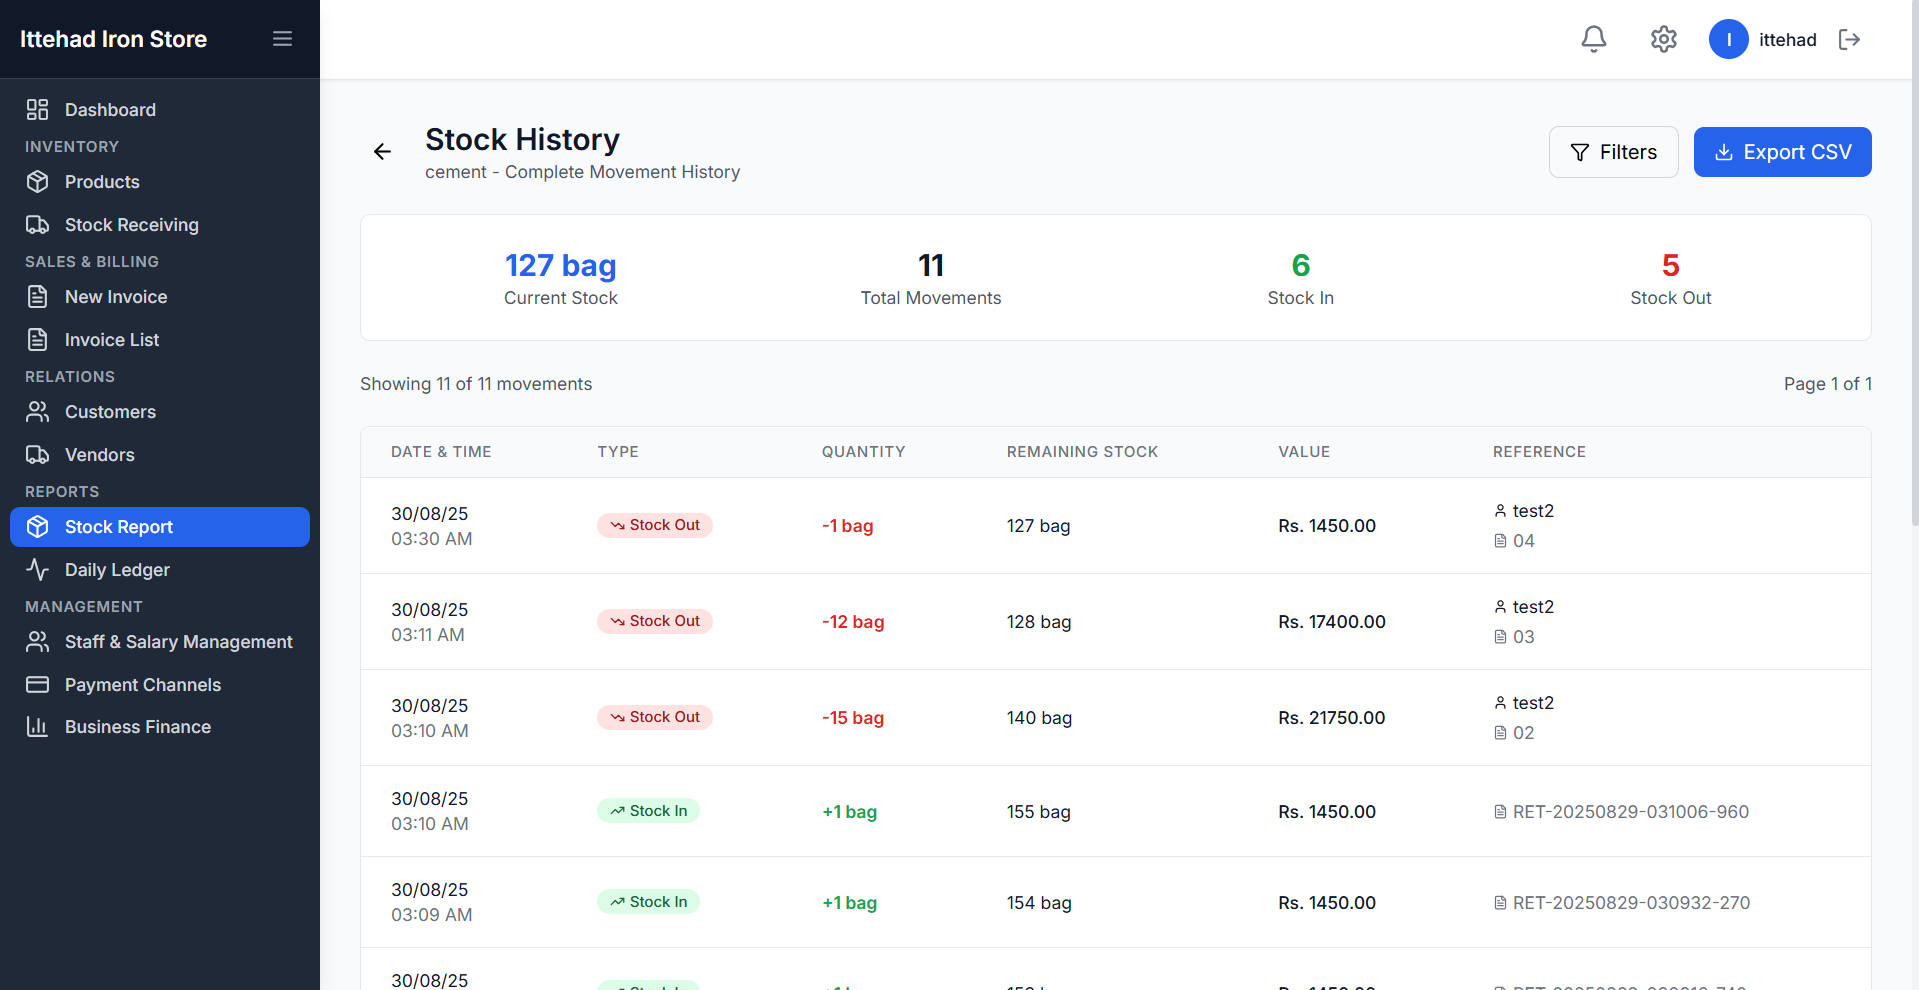 Ittehad Iron Store
I
ittehad
Dashboard
INVENTORY
Products
Stock Receiving
SALES & BILLING
New Invoice
Invoice List
RELATIONS
Customers
Vendors
REPORTS
Stock Report
Daily Ledger
MANAGEMENT
Staff & Salary Management
Payment Channels
Business Finance
Stock History
cement - Complete Movement History
Filters
Export CSV
127 bag
Current Stock
11
Total Movements
6
Stock In
5
Stock Out
Showing 11 of 11 movements
Page 1 of 1
DATE & TIME TYPE QUANTITY REMAINING STOCK VALUE REFERENCE
30/08/25
03:30 AM
Stock Out
-1 bag
127 bag
Rs. 1450.00
test2
04
30/08/25
03:11 AM
Stock Out
-12 bag
128 bag
Rs. 17400.00
test2
03
30/08/25
03:10 AM
Stock Out
-15 bag
140 bag
Rs. 21750.00
test2
02
30/08/25
03:10 AM
Stock In
+1 bag
155 bag
Rs. 1450.00
RET-20250829-031006-960
30/08/25
03:09 AM
Stock In
+1 bag
154 bag
Rs. 1450.00
RET-20250829-030932-270
30/08/25